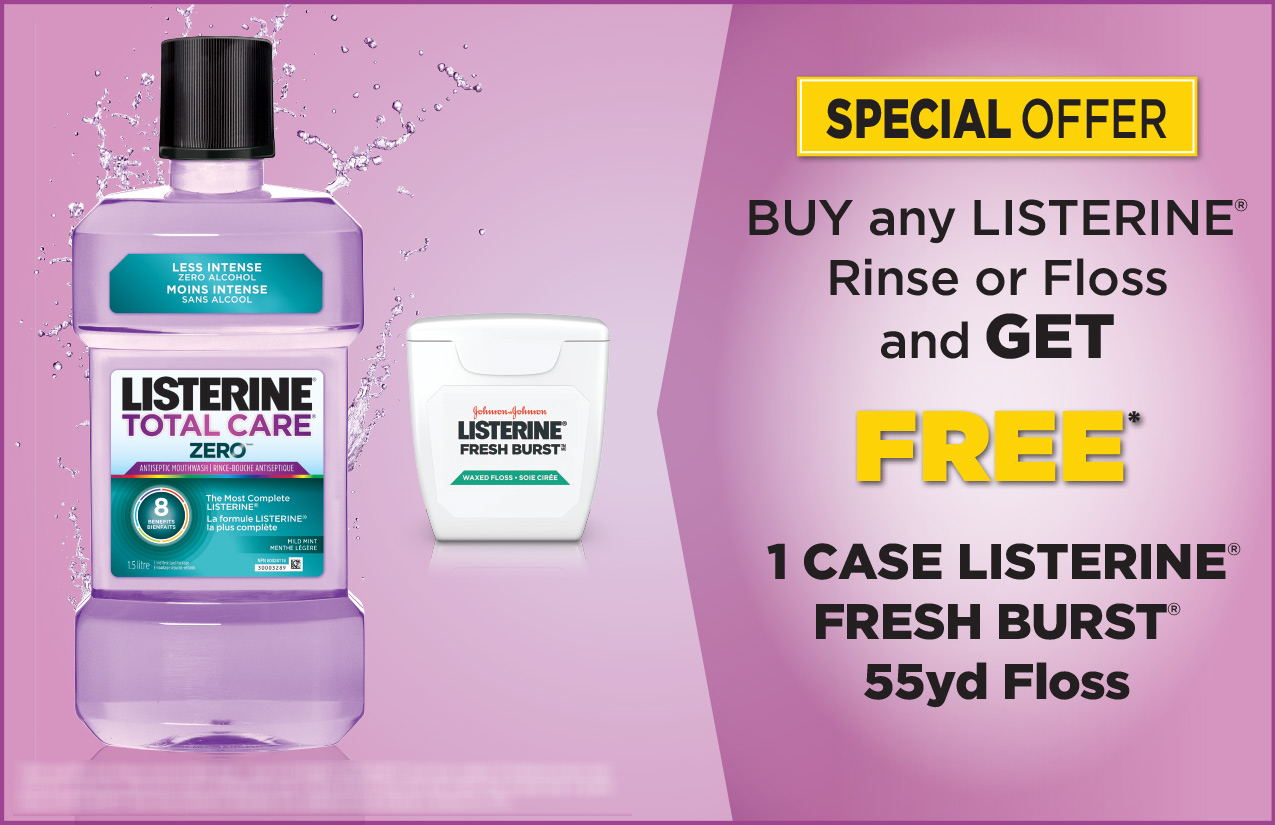 LESS INTENSE
ZERO ALCOHOL
MOINS INTENSE
SANS ALCOOL
LISTERINE®
TOTAL CARE®
ZERO™
ANTISEPTIC MOUTHWASH | RINCE-BOUCHE ANTISEPTIQUE
8
BENEFITS
BIENFAITS
The Most Complete
LISTERINE®
La formule LISTERINE®
la plus complète
MILD MINT
MENTHE LÉGÈRE
1.5 litre
30003289
Johnson & Johnson
LISTERINE®
FRESH BURST
WAXED FLOSS • SOIE CIRÉE
SPECIAL OFFER
BUY any LISTERINE®
Rinse or Floss
and GET
FREE*
1 CASE LISTERINE®
FRESH BURST®
55yd Floss